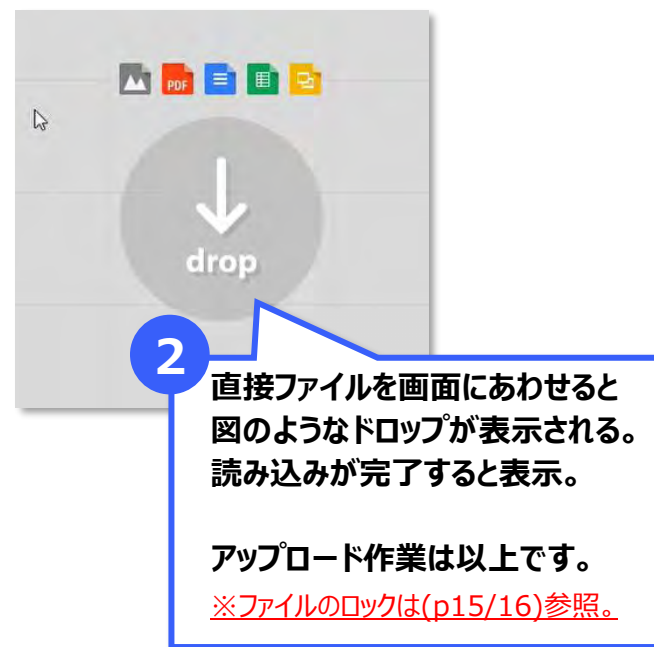 PDF
drop
2
直接ファイルを画面にあわせると
図のようなドロップが表示される。
読み込みが完了すると表示。
アップロード作業は以上です。
※ファイルのロックは(p15/16)参照。